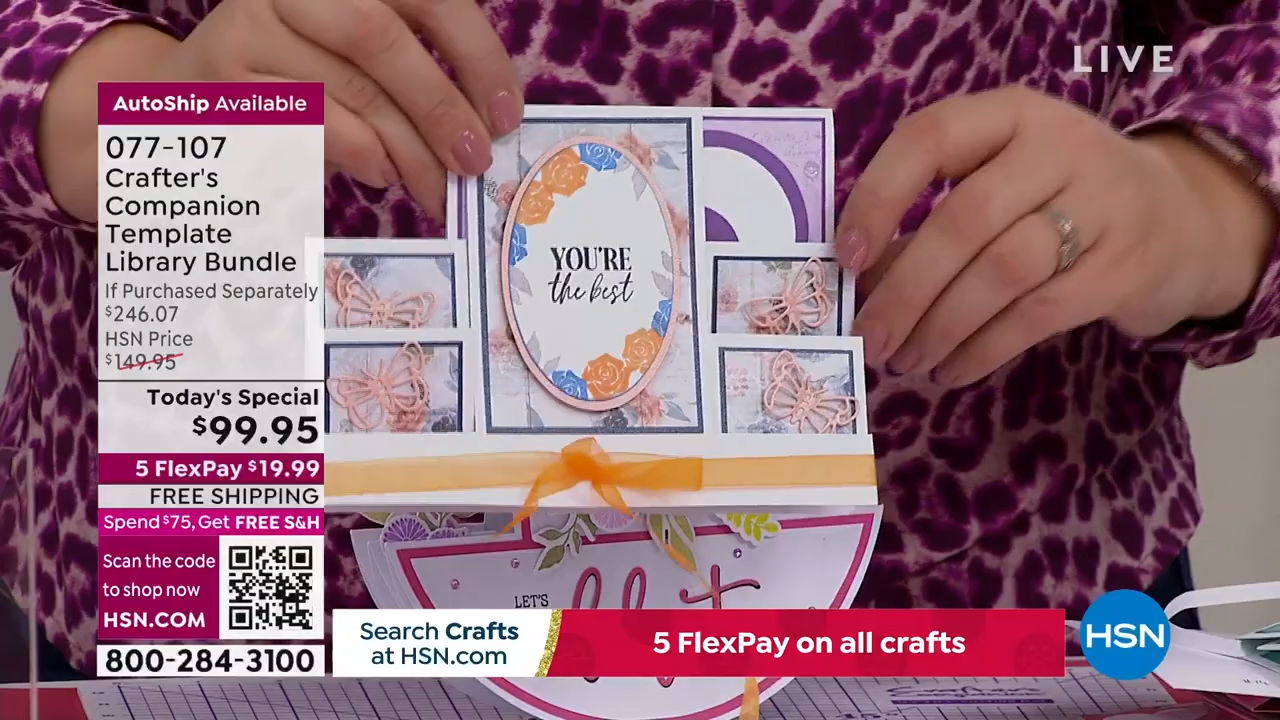 LIVE
AutoShip Available
077-107
Crafter's
Companion
Template
Library Bundle
If Purchased Separately
$246.07
HSN Price
$149.95
Today's Special
$99.95
5 FlexPay $19.99
FREE SHIPPING
Spend $75, Get FREE S&H
Scan the code
to shop now
HSN.COM
800-284-3100
YOU'RE
the best
LET'S
Search Crafts
at HSN.com
5 FlexPay on all crafts
HSN